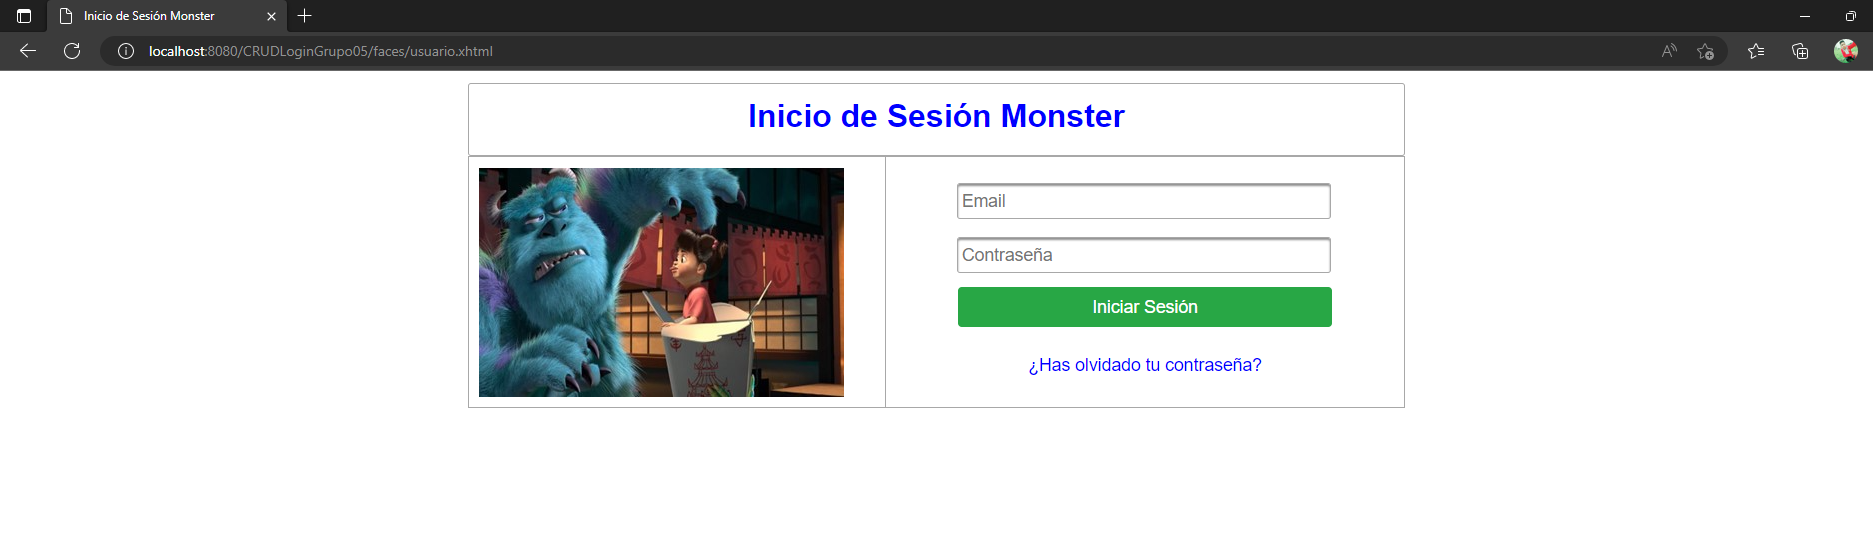 Inicio de Sesión Monster
localhost:8080/CRUDLoginGrupo05/faces/usuario.xhtml
Inicio de Sesión Monster
Email
Contraseña
Iniciar Sesión
¿Has olvidado tu contraseña?